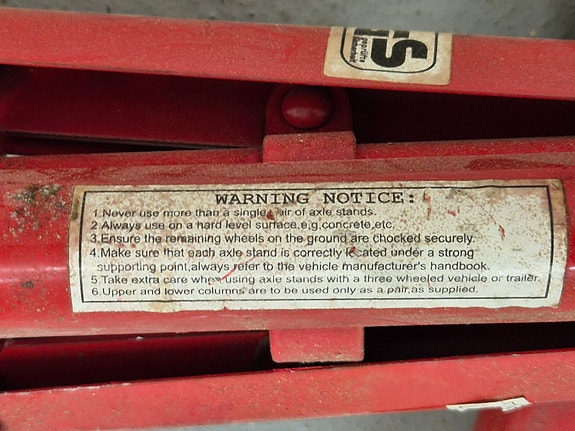 GS
geprüfte
Sicherheit
WARNING NOTICE:
1.Never use more than a single pair of axle stands.
2.Always use on a hard level surface,e,g,concrete,etc.
3.Ensure the remaining wheels on the ground are chocked securely.
4.Make sure that each axle stand is correctly located under a strong
supporting point,always refer to the vehicle manufacturer's handbook.
5.Take extra care when using axle stands with a three wheeled vehicle or trailer.
6.Upper and lower columns are to be used only as a pair,as supplied.